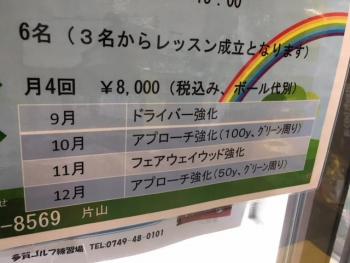 6名（３名からレッスン成立となります）
月4回 ￥8,000（税込み、ボール代別）
9月 ドライバー強化
10月 アプローチ強化（100y、グリーン周り）
11月 フェアウェイウッド強化
12月 アプローチ強化（50y、グリーン周り）
せ
-8569 片山
多賀ゴルフ練習場 TEL:0749-48-0101